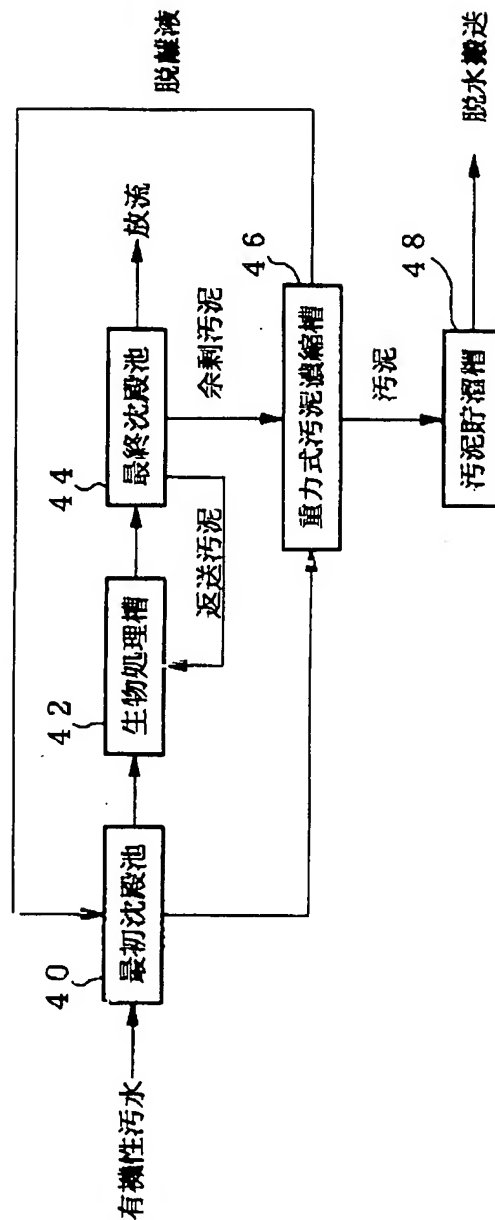 有機性汚水
40
最初沈殿池
42
生物処理槽
44
最終沈殿池
放流
返送汚泥
余剰汚泥
脱離液
46
重力式汚泥濃縮槽
汚泥
48
汚泥貯溜槽
脱水搬送